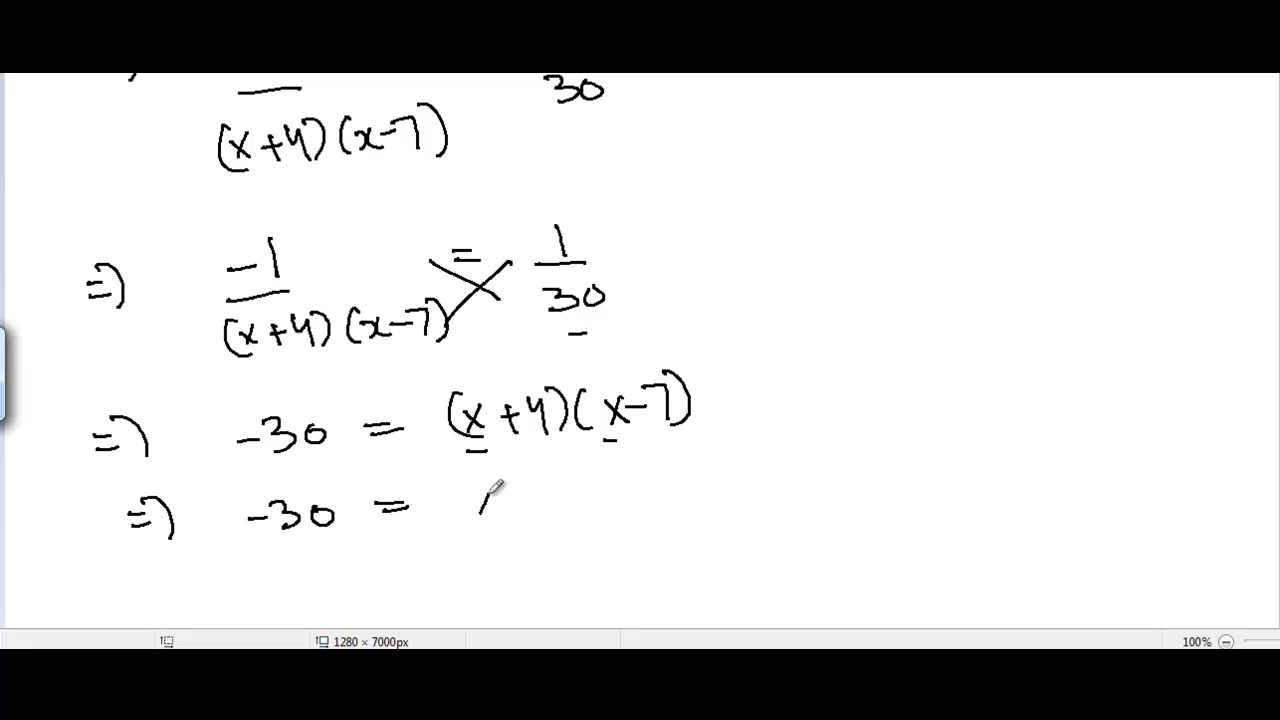 30
(x+4)(x-7)
=) -1 = 1
(x+4)(x-7) 30
=) -30 = (x+4)(x-7)
=) -30 =
1280 × 7000px 100%